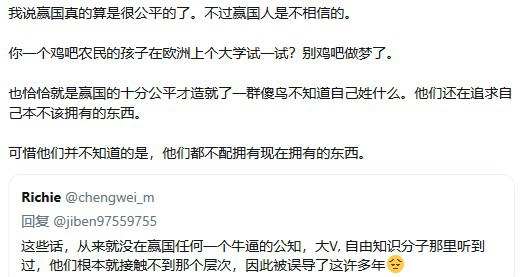 我说赢国真的算是很公平的了。不过赢国人是不相信的。
你一个鸡吧农民的孩子在欧洲上个大学试一试？别鸡吧做梦了。
也恰恰就是赢国的十分公平才造就了一群傻鸟不知道自己姓什么。他们还在追求自
己本不该拥有的东西。
可惜他们并不知道的是，他们都不配拥有现在拥有的东西。
Richie @chengwei_m
回复 @jiben97559755
这些话，从来就没在赢国任何一个牛逼的公知，大V, 自由知识分子那里听到
过，他们根本就接触不到那个层次，因此被误导了这许多年😔